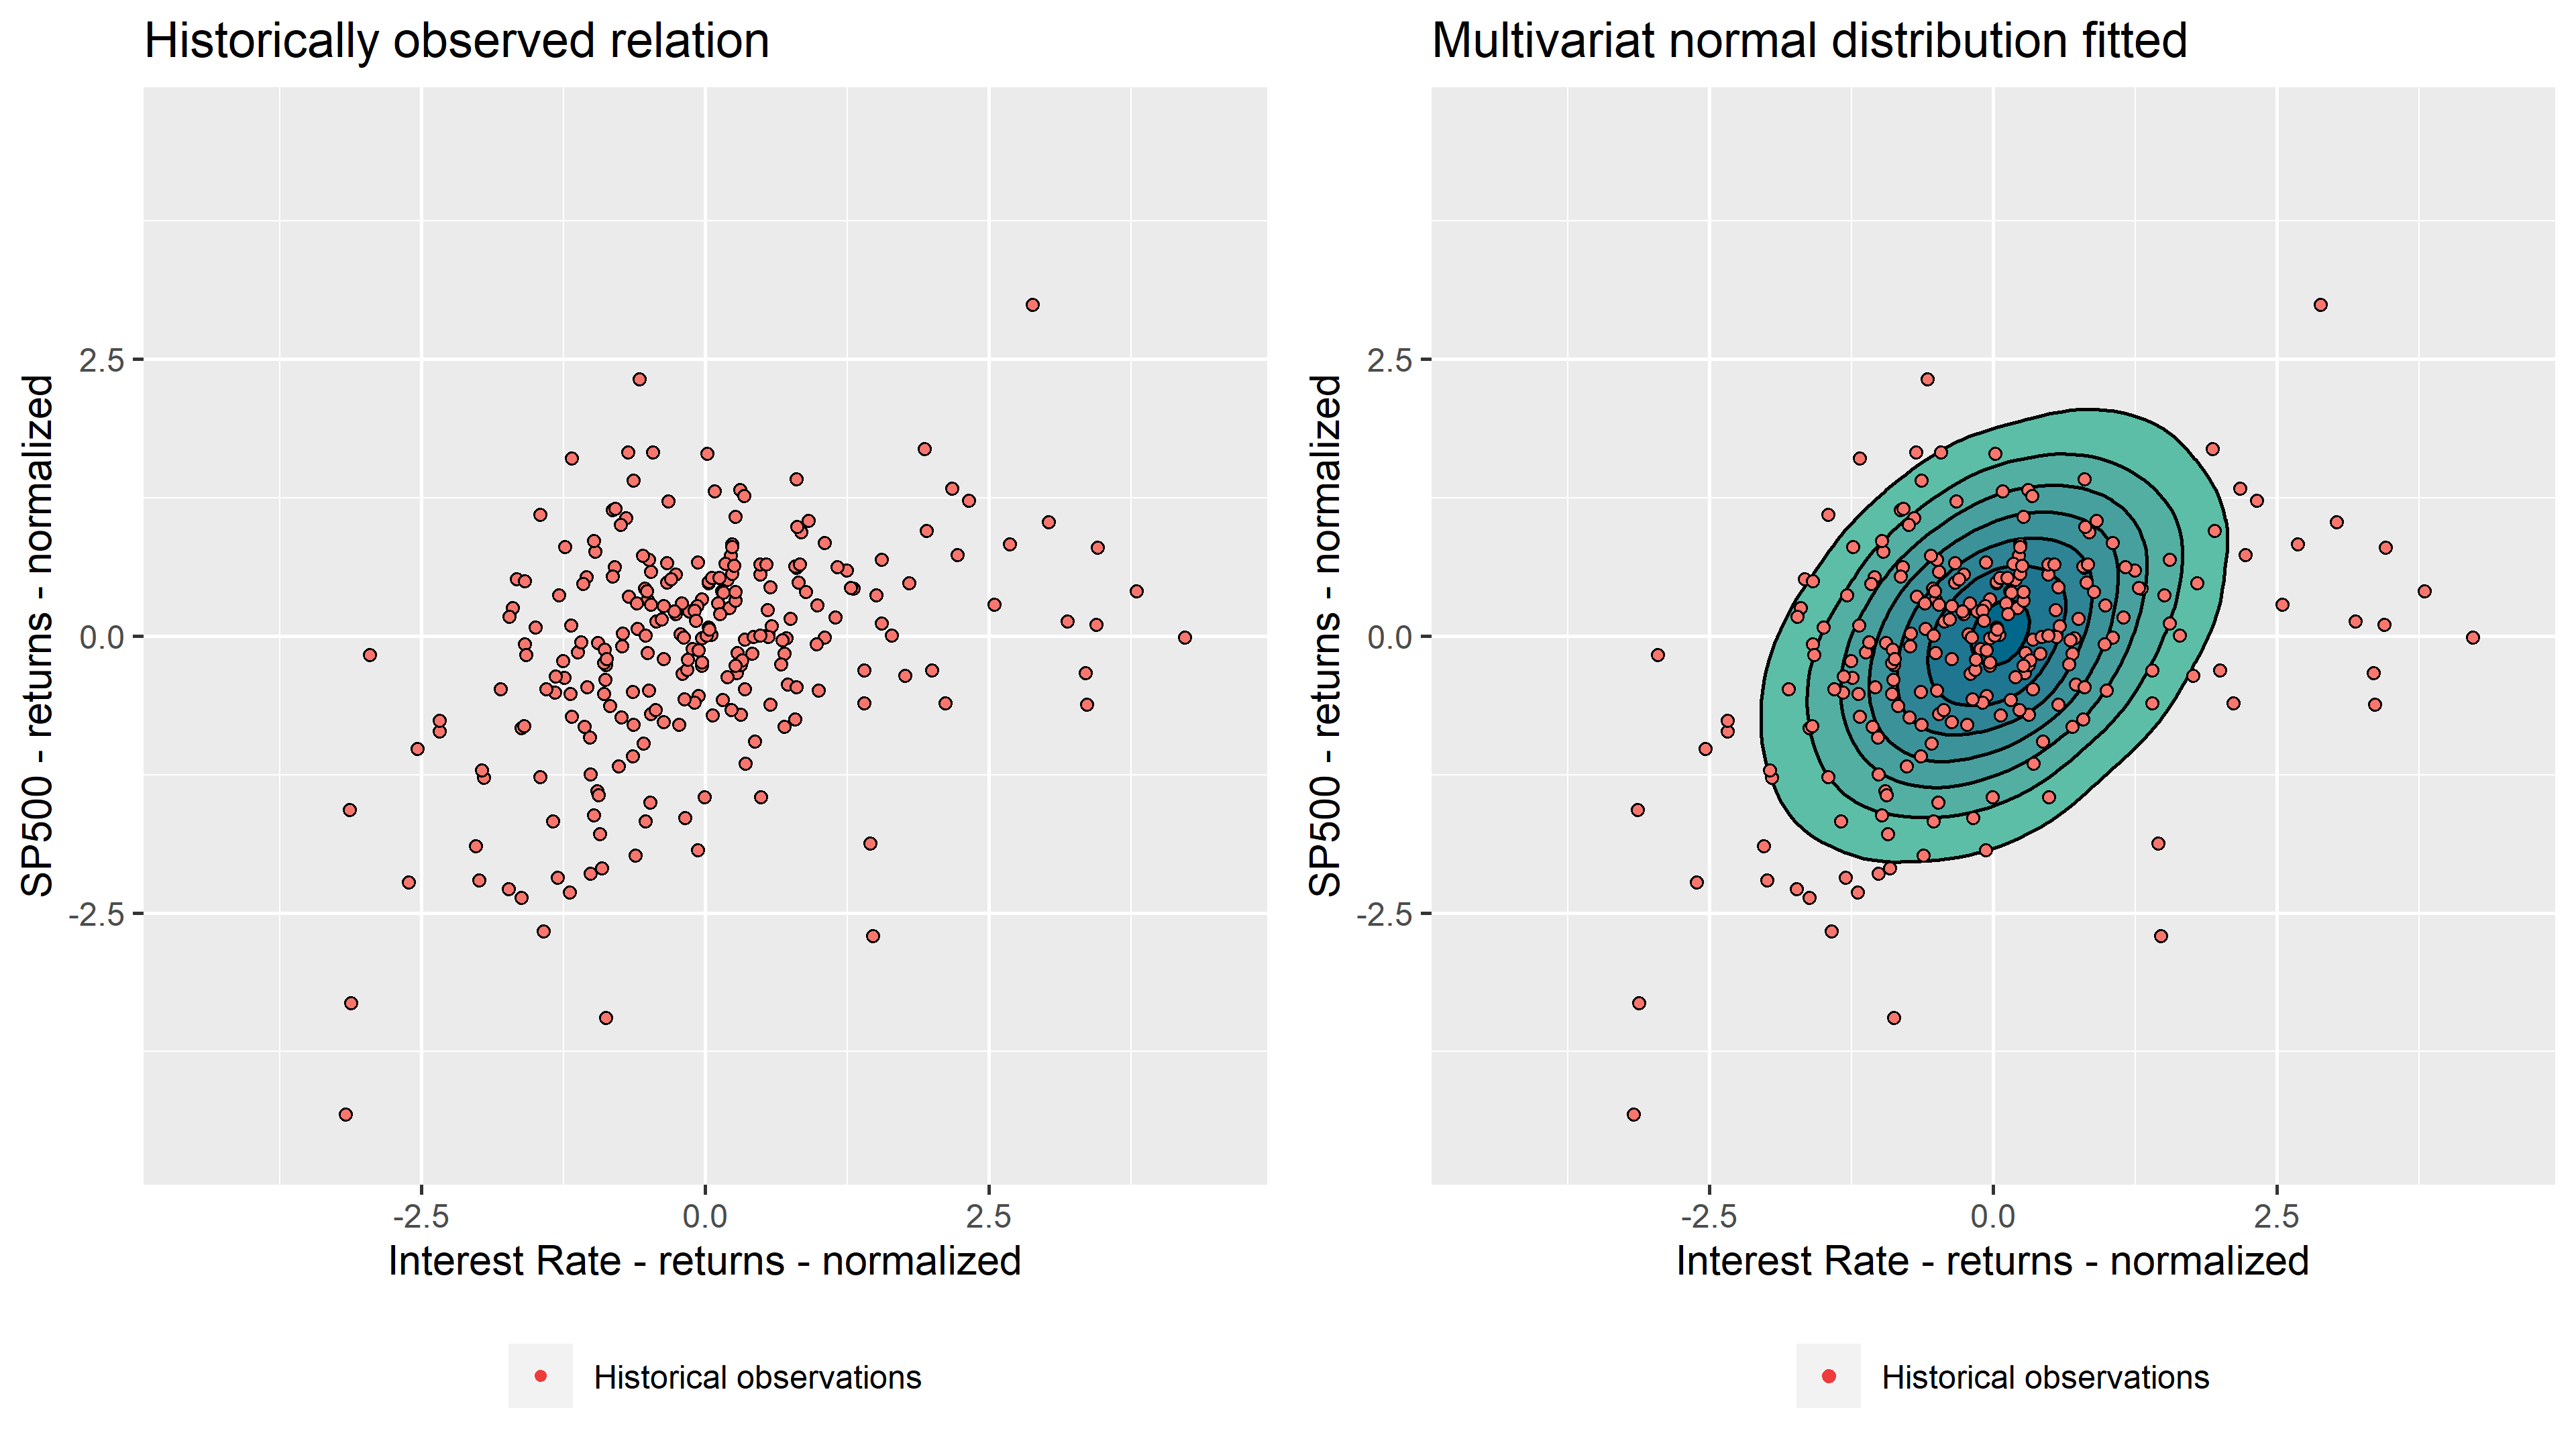 Historically observed relation
SP500 - returns - normalized
2.5
0.0
-2.5
-2.5
0.0
2.5
Interest Rate - returns - normalized
Historical observations
Multivariat normal distribution fitted
SP500 - returns - normalized
2.5
0.0
-2.5
-2.5
0.0
2.5
Interest Rate - returns - normalized
Historical observations